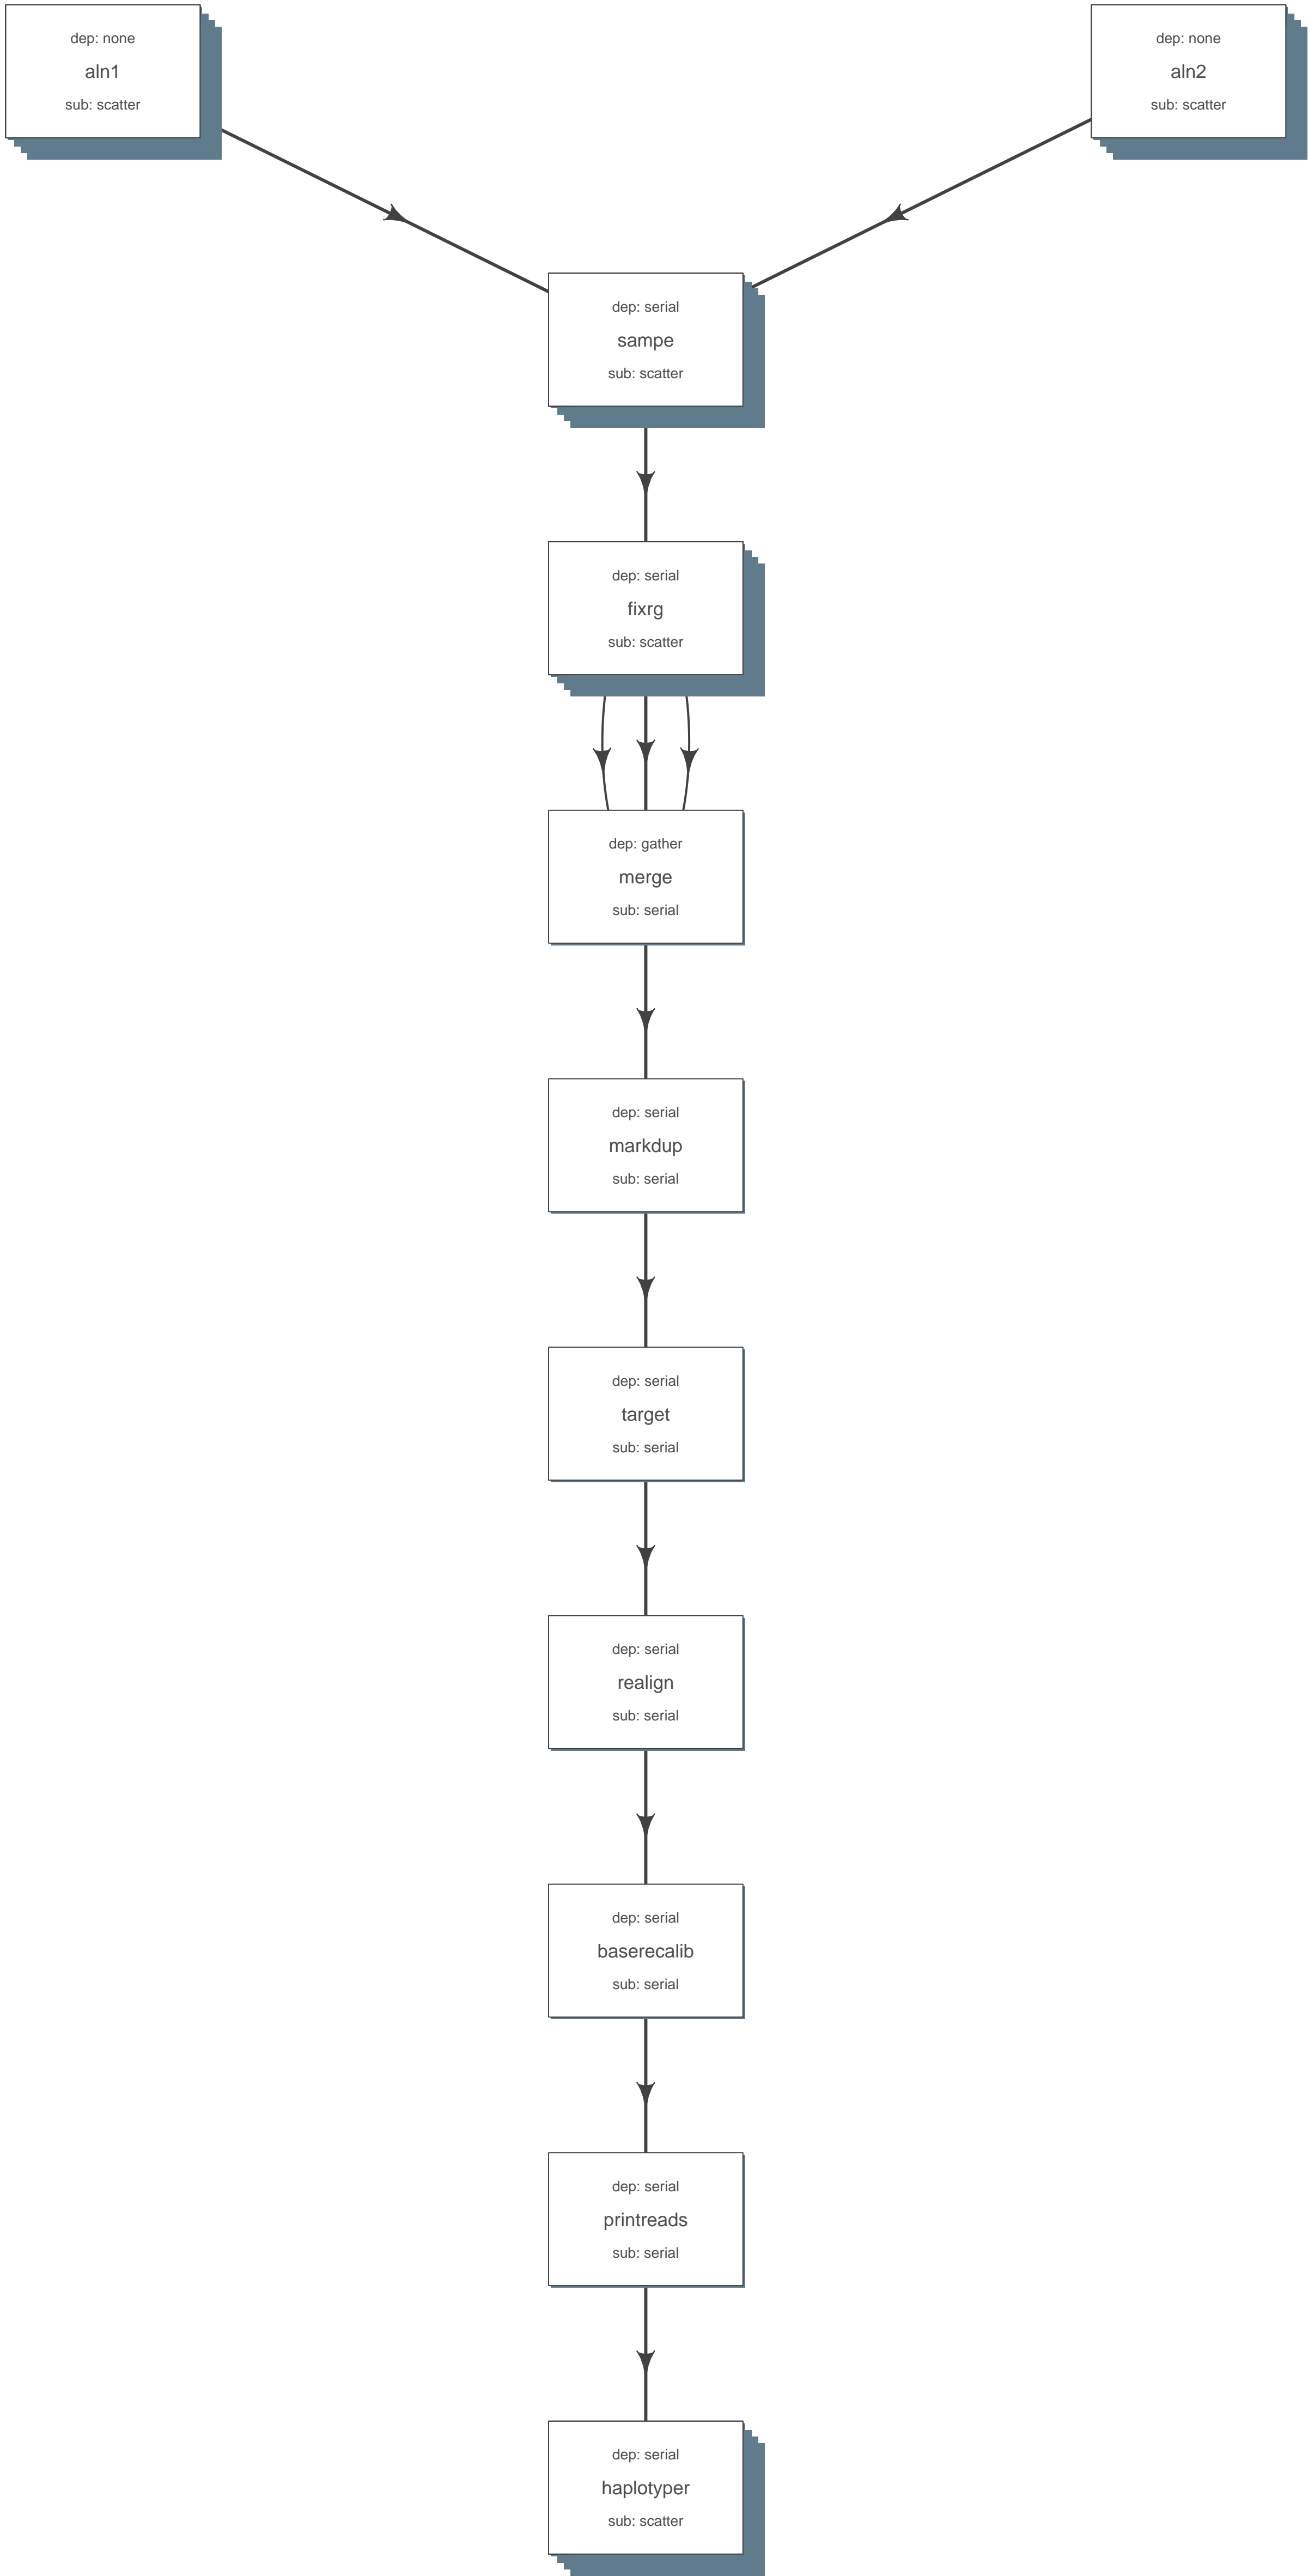 dep: none
aln1
sub: scatter
dep: none
aln2
sub: scatter
dep: serial
sampe
sub: scatter
dep: serial
fixrg
sub: scatter
dep: gather
merge
sub: serial
dep: serial
markdup
sub: serial
dep: serial
target
sub: serial
dep: serial
realign
sub: serial
dep: serial
baserecalib
sub: serial
dep: serial
printreads
sub: serial
dep: serial
haplotyper
sub: scatter